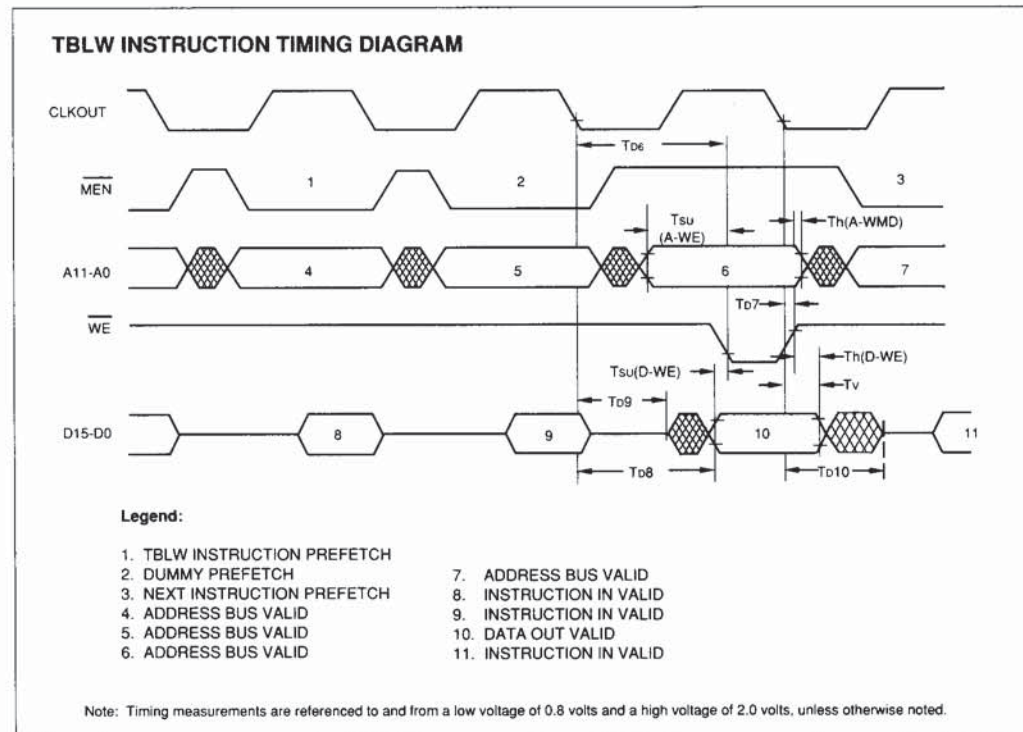 TBLW INSTRUCTION TIMING DIAGRAM
CLKOUT
TD6
MEN
1
2
3
Tsu
(A-WE)
Th(A-WMD)
A11-A0
4
5
6
7
TD7
WE
Tsu(D-WE)
Th(D-WE)
Tv
TD9
D15-D0
8
9
10
11
TD8
TD10
Legend:
1. TBLW INSTRUCTION PREFETCH
2. DUMMY PREFETCH
3. NEXT INSTRUCTION PREFETCH
4. ADDRESS BUS VALID
5. ADDRESS BUS VALID
6. ADDRESS BUS VALID
7. ADDRESS BUS VALID
8. INSTRUCTION IN VALID
9. INSTRUCTION IN VALID
10. DATA OUT VALID
11. INSTRUCTION IN VALID
Note: Timing measurements are referenced to and from a low voltage of 0.8 volts and a high voltage of 2.0 volts, unless otherwise noted.